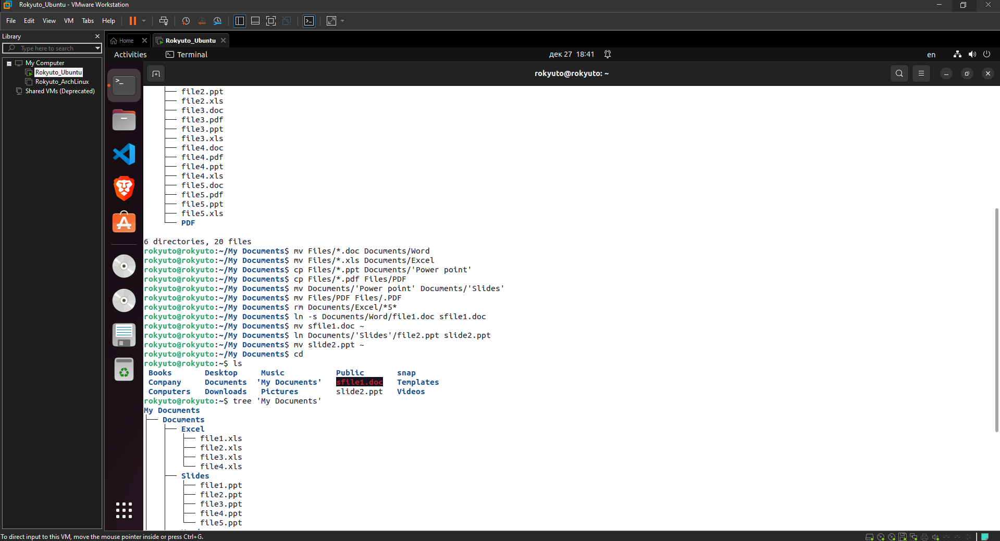 Rokyuto_Ubuntu - VMware Workstation
File Edit View VM Tabs Help
Library
Type here to search
My Computer
Rokyuto_Ubuntu
Rokyuto_ArchLinux
Shared VMs (Deprecated)
Home Rokyuto_Ubuntu
Activities Terminal дек 27 18:41 en
rokyuto@rokyuto: ~
file2.ppt
file2.xls
file3.doc
file3.pdf
file3.ppt
file3.xls
file4.doc
file4.pdf
file4.ppt
file4.xls
file5.doc
file5.pdf
file5.ppt
file5.xls
PDF
6 directories, 20 files
rokyuto@rokyuto:~/My Documents$ mv Files/*.doc Documents/Word
rokyuto@rokyuto:~/My Documents$ mv Files/*.xls Documents/Excel
rokyuto@rokyuto:~/My Documents$ cp Files/*.ppt Documents/'Power point'
rokyuto@rokyuto:~/My Documents$ cp Files/*.pdf Files/PDF
rokyuto@rokyuto:~/My Documents$ mv Documents/'Power point' Documents/'Slides'
rokyuto@rokyuto:~/My Documents$ mv Files/PDF Files/.PDF
rokyuto@rokyuto:~/My Documents$ rm Documents/Excel/*5*
rokyuto@rokyuto:~/My Documents$ ln -s Documents/Word/file1.doc sfile1.doc
rokyuto@rokyuto:~/My Documents$ mv sfile1.doc ~
rokyuto@rokyuto:~/My Documents$ ln Documents/'Slides'/file2.ppt slide2.ppt
rokyuto@rokyuto:~/My Documents$ mv slide2.ppt ~
rokyuto@rokyuto:~/My Documents$ cd
rokyuto@rokyuto:~$ ls
Books Desktop Music Public snap
Company Documents 'My Documents' sfile1.doc Templates
Computers Downloads Pictures slide2.ppt Videos
rokyuto@rokyuto:~$ tree 'My Documents'
My Documents
Documents
Excel
file1.xls
file2.xls
file3.xls
file4.xls
Slides
file1.ppt
file2.ppt
file3.ppt
file4.ppt
file5.ppt
To direct input to this VM, move the mouse pointer inside or press Ctrl+G.